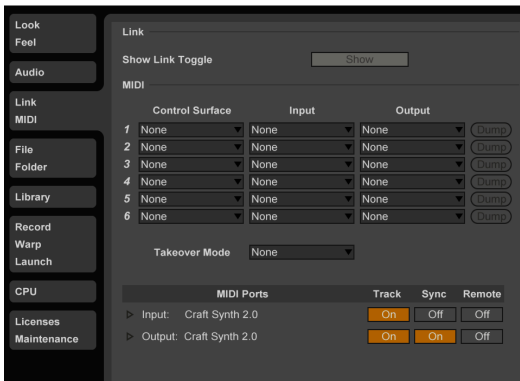 Look
Feel
Audio
Link
MIDI
File
Folder
Library
Record
Warp
Launch
CPU
Licenses
Maintenance
Link
Show Link Toggle Show
MIDI
Control Surface Input Output
1 None None None Dump
2 None None None Dump
3 None None None Dump
4 None None None Dump
5 None None None Dump
6 None None None Dump
Takeover Mode None
MIDI Ports Track Sync Remote
Input: Craft Synth 2.0 On Off Off
Output: Craft Synth 2.0 On On Off